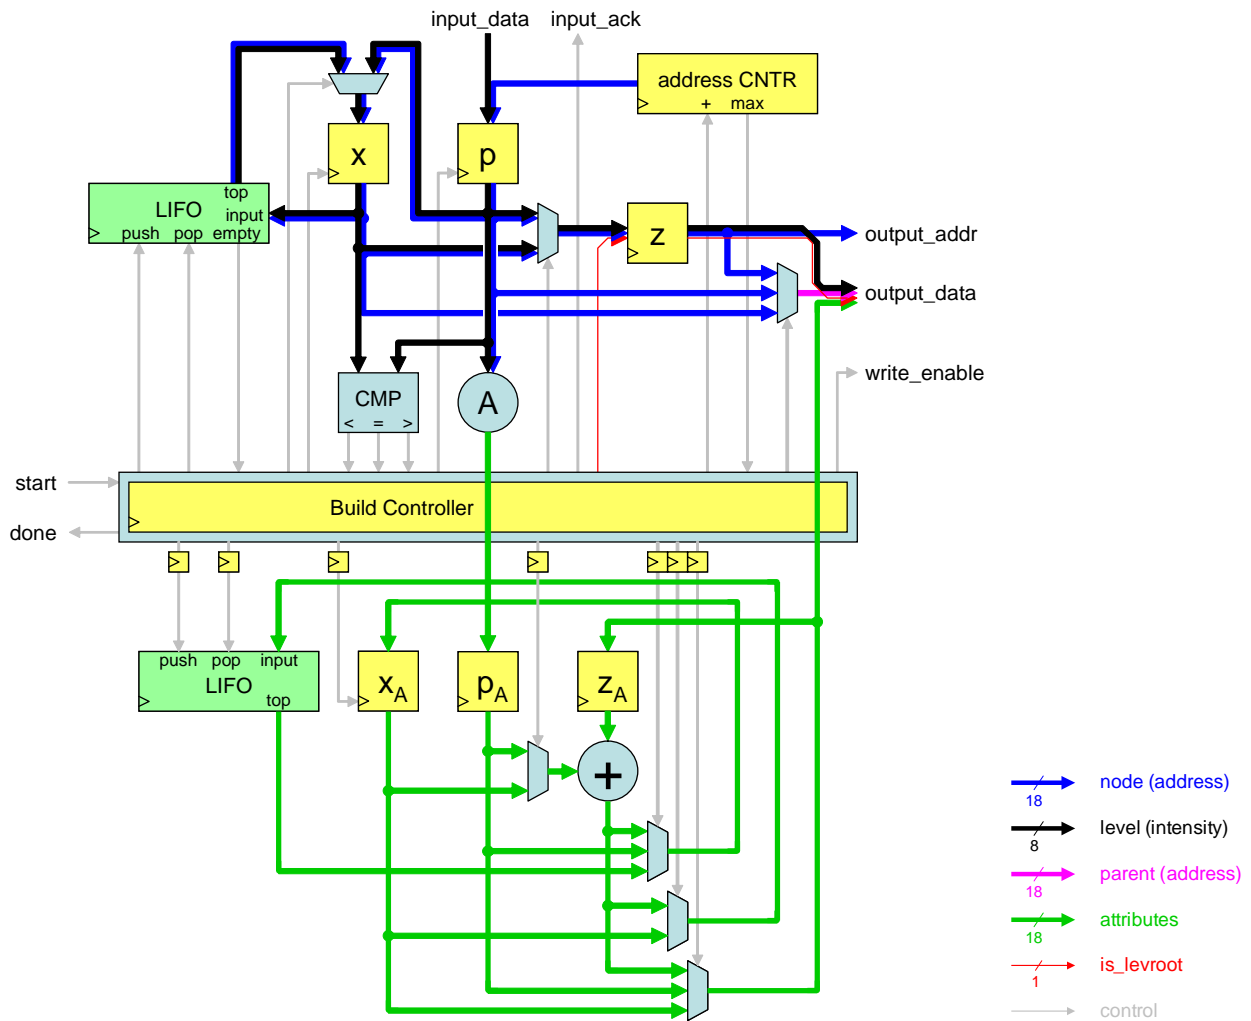 input_data input_ack
address CNTR
+ max
x p
top
LIFO input
push pop empty
z
output_addr
output_data
write_enable
CMP
< = >
A
start
Build Controller
done
push pop input
LIFO
top
xA pA zA
+
18 node (address)
8 level (intensity)
18 parent (address)
18 attributes
1 is_levroot
control